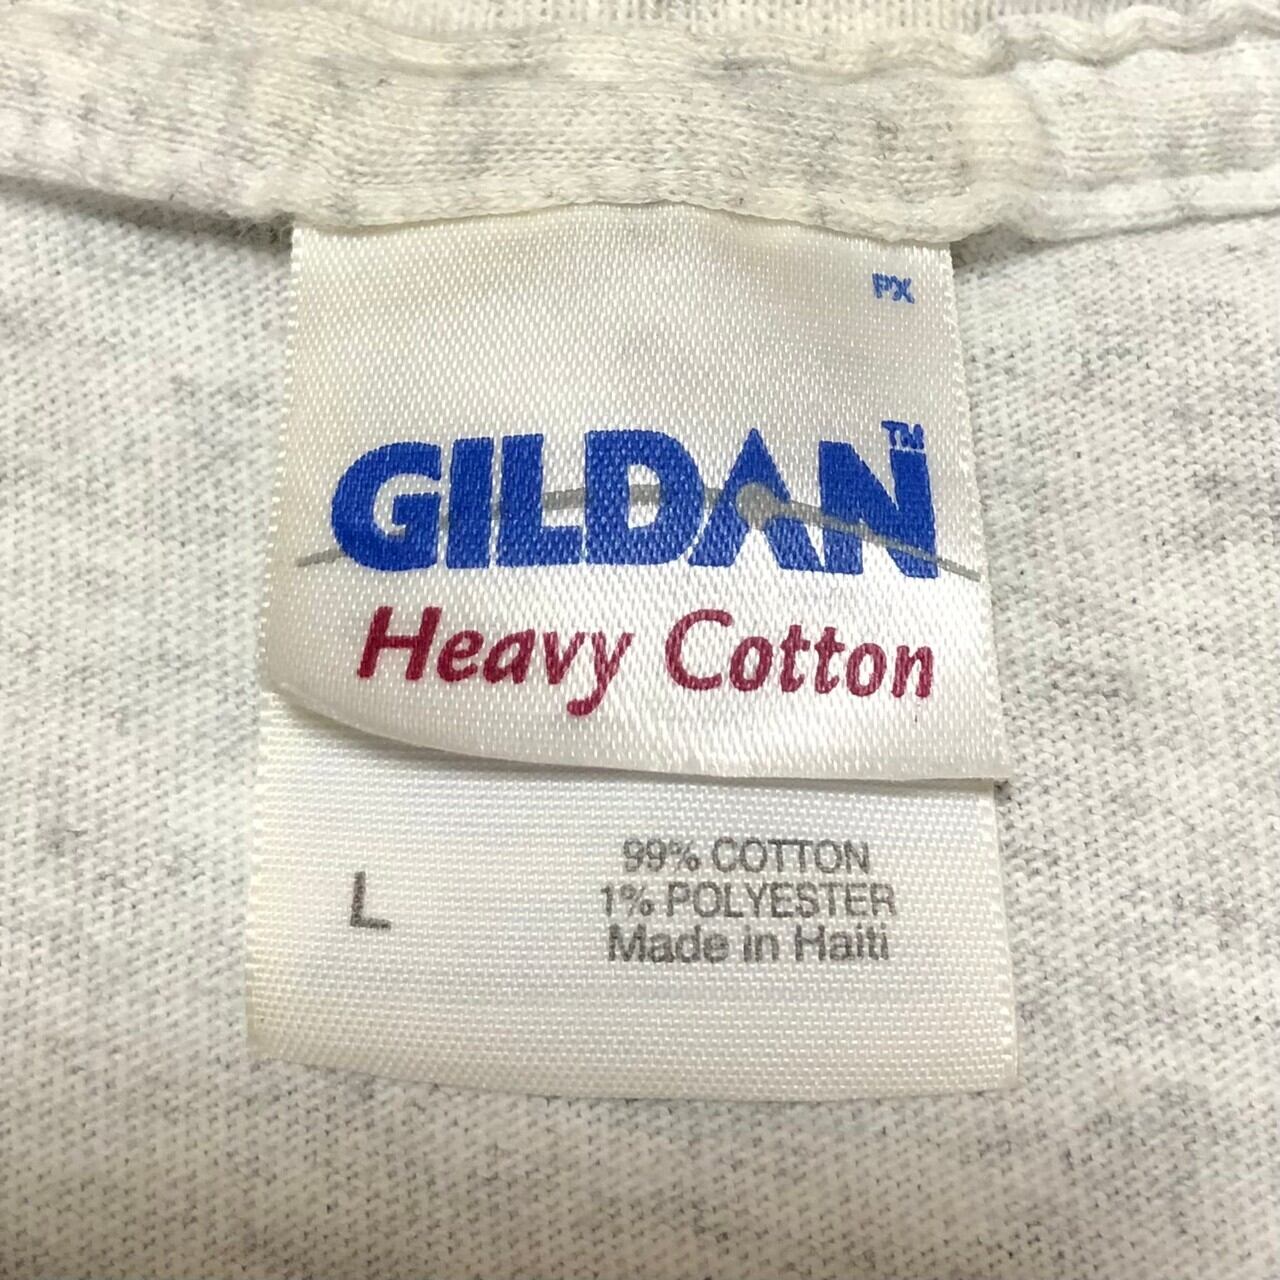 PX
GILDAN™
Heavy Cotton
99% COTTON
L
1% POLYESTER
Made in Haiti